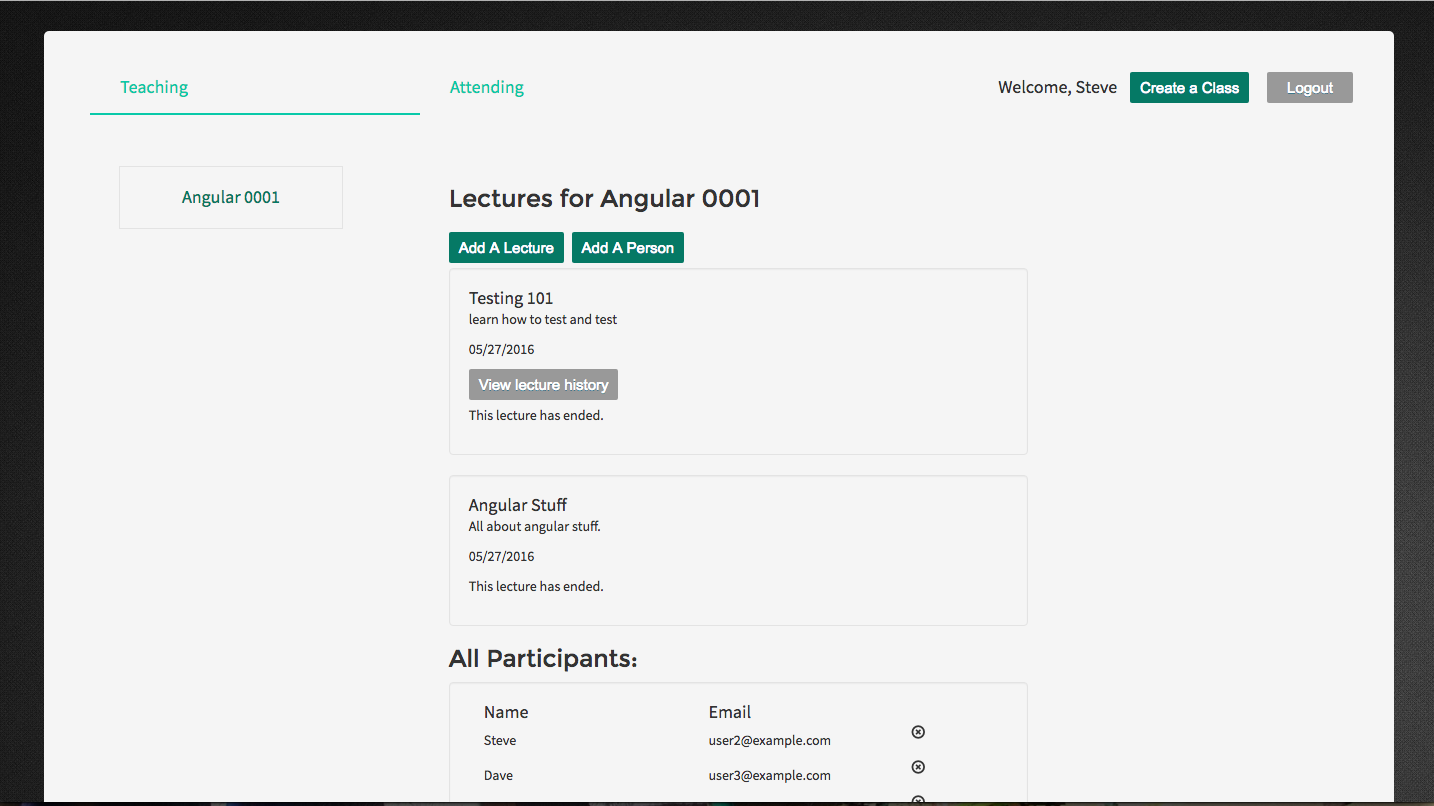 Teaching Attending Welcome, Steve Create a Class Logout
Angular 0001
Lectures for Angular 0001
Add A Lecture Add A Person
Testing 101
learn how to test and test
05/27/2016
View lecture history
This lecture has ended.
Angular Stuff
All about angular stuff.
05/27/2016
This lecture has ended.
All Participants:
Name Email
Steve user2@example.com
Dave user3@example.com